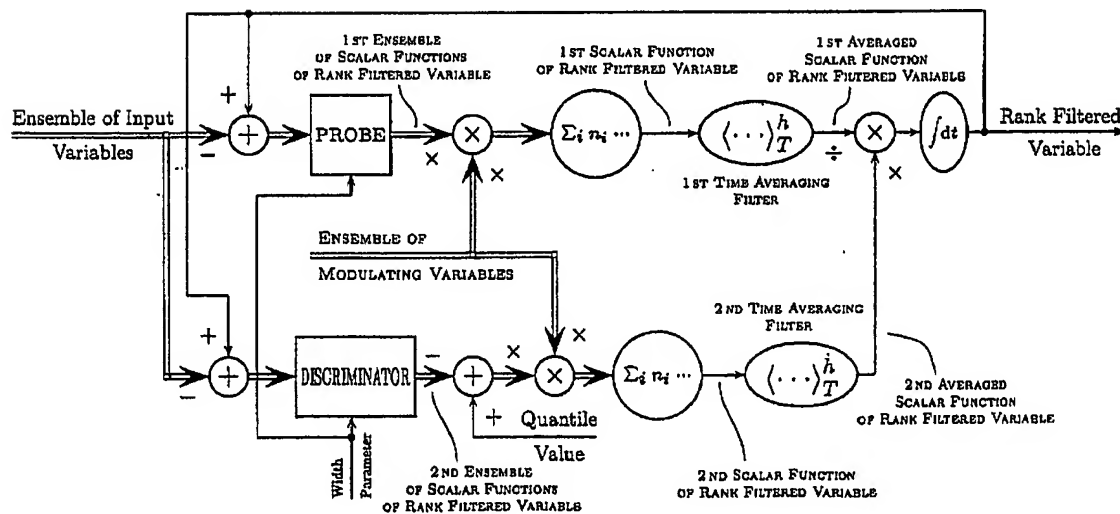 1ST ENSEMBLE
OF SCALAR FUNCTIONS
OF RANK FILTERED VARIABLE
1ST SCALAR FUNCTION
OF RANK FILTERED VARIABLE
1ST AVERAGED
SCALAR FUNCTION
OF RANK FILTERED VARIABLE
Ensemble of Input
Variables
+
−
+
PROBE
×
×
×
Σᵢ nᵢ ···
⟨···⟩ h T
÷
×
×
∫dt
Rank Filtered
Variable
1ST TIME AVERAGING
FILTER
ENSEMBLE OF
MODULATING VARIABLES
2ND TIME AVERAGING
FILTER
+
−
+
DISCRIMINATOR
−
+
×
×
×
Σᵢ nᵢ ···
⟨···⟩ ḣ T
+
Quantile
Value
2ND AVERAGED
SCALAR FUNCTION
OF RANK FILTERED VARIABLE
Width
Parameter
2ND ENSEMBLE
OF SCALAR FUNCTIONS
OF RANK FILTERED VARIABLE
2ND SCALAR FUNCTION
OF RANK FILTERED VARIABLE